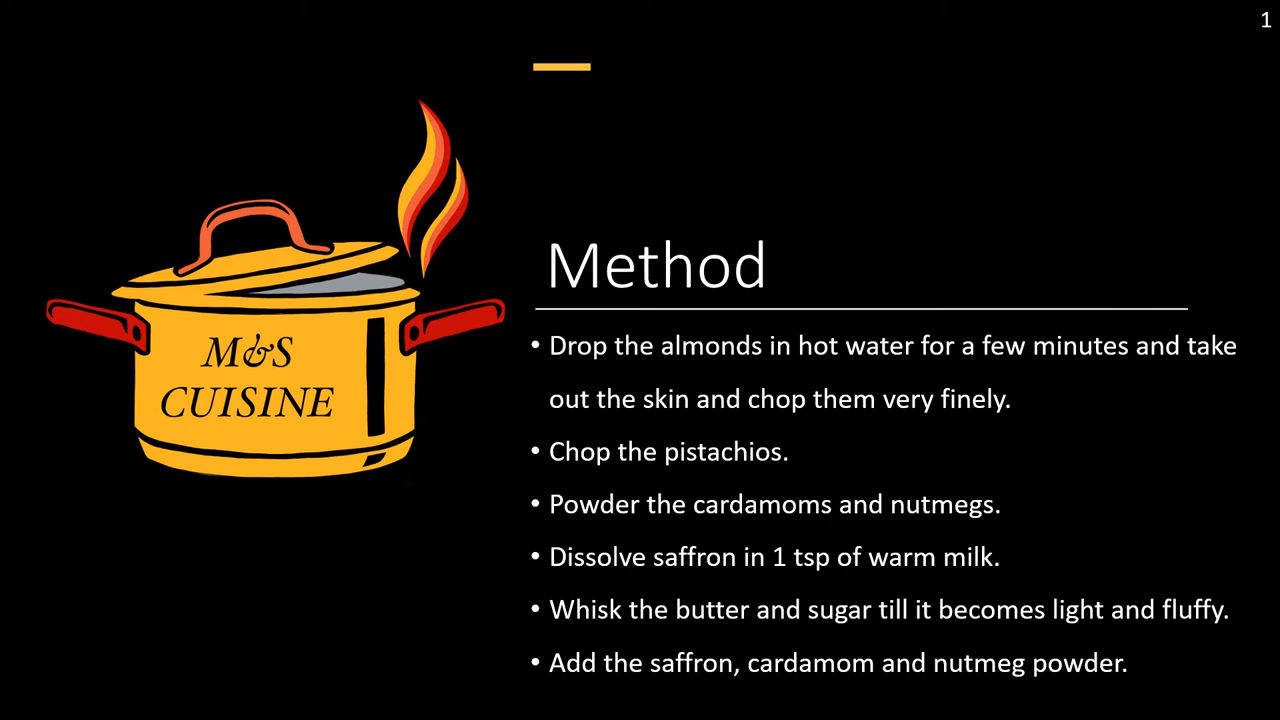 1
M&S
CUISINE
Method
• Drop the almonds in hot water for a few minutes and take
out the skin and chop them very finely.
• Chop the pistachios.
• Powder the cardamoms and nutmegs.
• Dissolve saffron in 1 tsp of warm milk.
• Whisk the butter and sugar till it becomes light and fluffy.
• Add the saffron, cardamom and nutmeg powder.